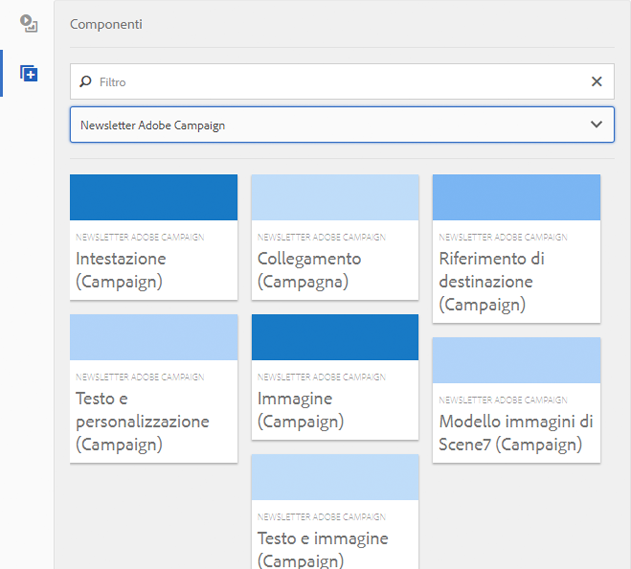 Componenti
Filtro
Newsletter Adobe Campaign
NEWSLETTER ADOBE CAMPAIGN
Intestazione
(Campaign)
NEWSLETTER ADOBE CAMPAIGN
Collegamento
(Campagna)
NEWSLETTER ADOBE CAMPAIGN
Riferimento di
destinazione
(Campaign)
NEWSLETTER ADOBE CAMPAIGN
Testo e
personalizzazione
(Campaign)
NEWSLETTER ADOBE CAMPAIGN
Immagine
(Campaign)
NEWSLETTER ADOBE CAMPAIGN
Modello immagini di
Scene7 (Campaign)
NEWSLETTER ADOBE CAMPAIGN
Testo e immagine
(Campaign)